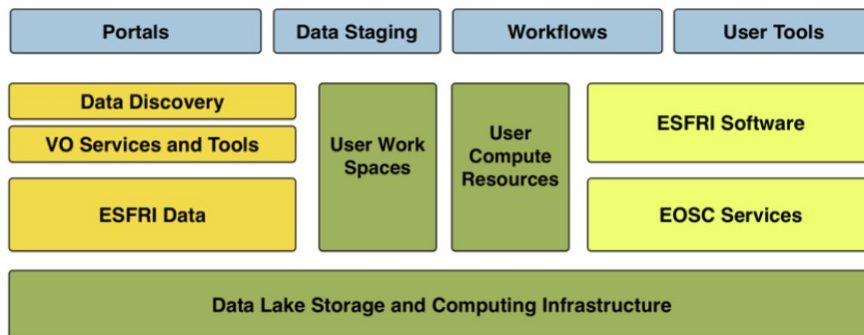 Portals
Data Staging
Workflows
User Tools
Data Discovery
VO Services and Tools
ESFRI Data
User Work
Spaces
User
Compute
Resources
ESFRI Software
EOSC Services
Data Lake Storage and Computing Infrastructure